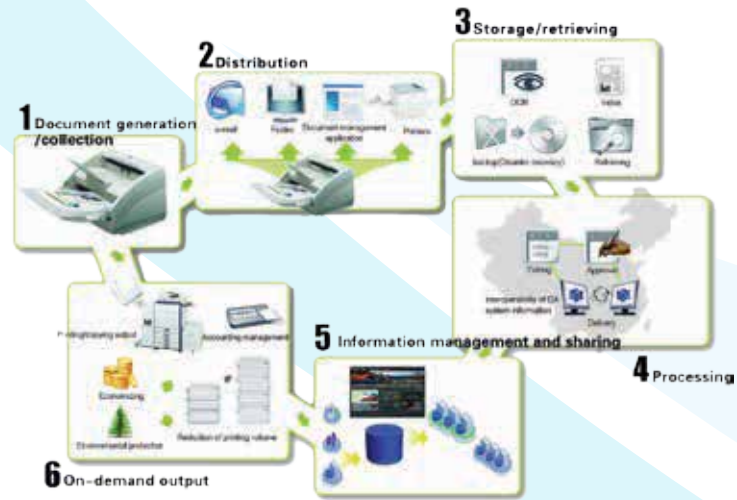 1 Document generation
/collection
2 Distribution
e-mail
Folder
Document management
application
Printers
3 Storage/retrieving
OCR
Index
Backup(Disaster recovery)
Retrieving
Editing
Approval
Interoperability of OA
system information
Delivery
4 Processing
5 Information management and sharing
Accounting management
Economizing
or
Environmental protection
Reduction of printing volume
6 On-demand output